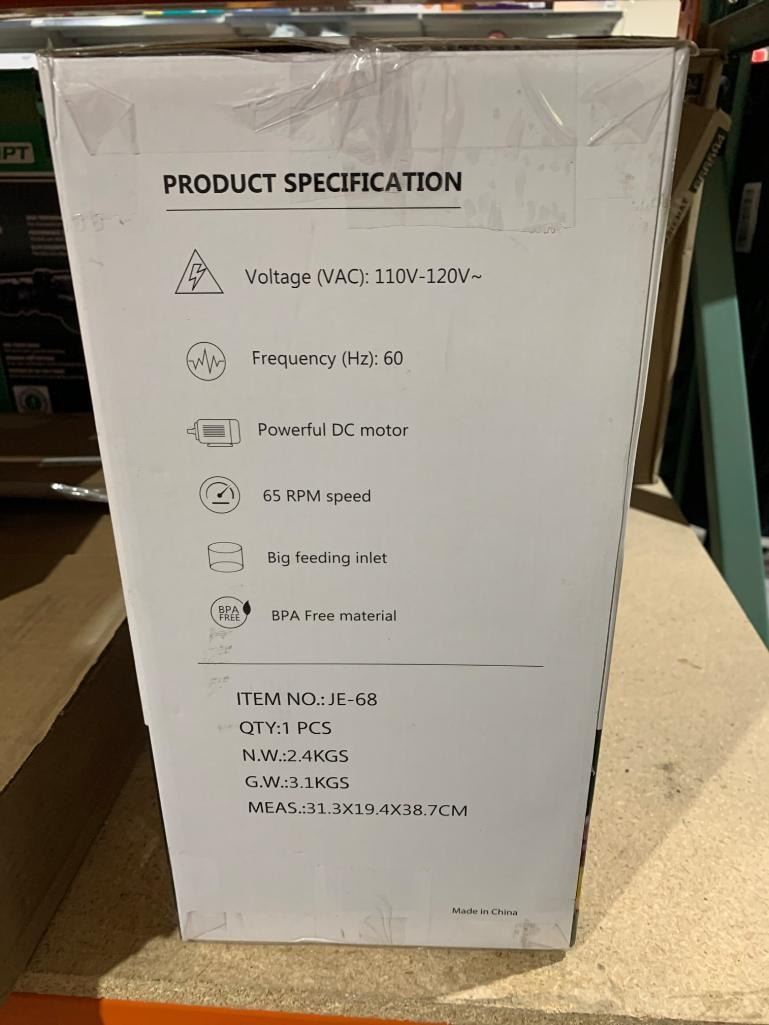 PRODUCT SPECIFICATION
Voltage (VAC): 110V-120V~
Frequency (Hz): 60
Powerful DC motor
65 RPM speed
Big feeding inlet
BPA
FREE
BPA Free material
ITEM NO.: JE-68
QTY:1 PCS
N.W.:2.4KGS
G.W.:3.1KGS
MEAS.:31.3X19.4X38.7CM
Made in China
IPT